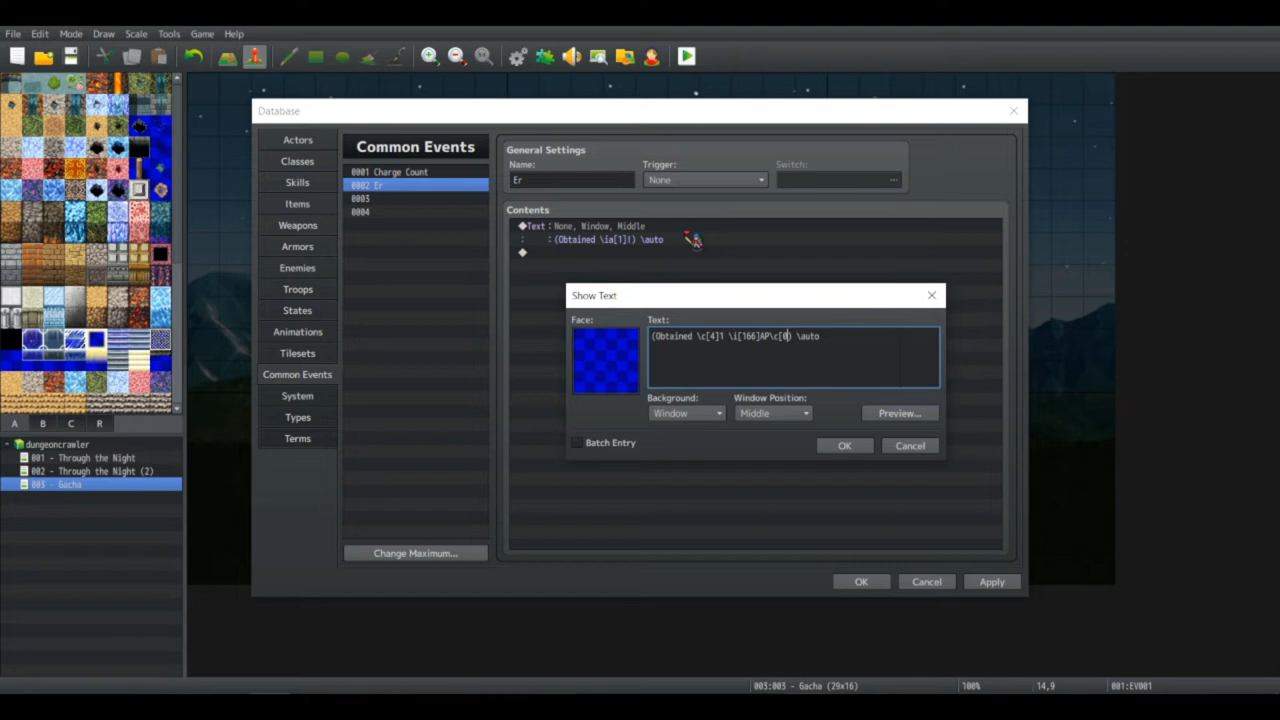 File Edit Mode Draw Scale Tools Game Help
Database
Actors
Classes
Skills
Items
Weapons
Armors
Enemies
Troops
States
Animations
Tilesets
Common Events
System
Types
Terms
Common Events
0001 Charge Count
0002 Er
0003
0004
Change Maximum...
General Settings
Name: Trigger: Switch:
Er None ...
Contents
◆Text：None, Window, Middle
:　　：(Obtained \ia[1]!) \auto
◆
Show Text
Face: Text:
(Obtained \c[4]1 \i[166]AP\c[0) \auto
Background: Window Position:
Window Middle Preview...
Batch Entry OK Cancel
OK Cancel Apply
A B C R
dungeoncrawler
001 - Through the Night
002 - Through the Night (2)
003 - Gacha
003:003 - Gacha (29x16) 100% 14,9 001:EV001